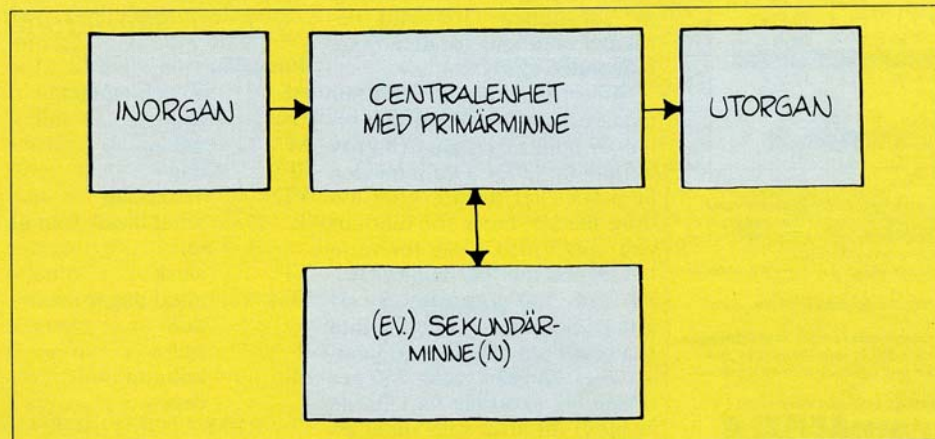 INORGAN
CENTRALENHET
MED PRIMÄRMINNE
UTORGAN
(EV.) SEKUNDÄR-
MINNE(N)